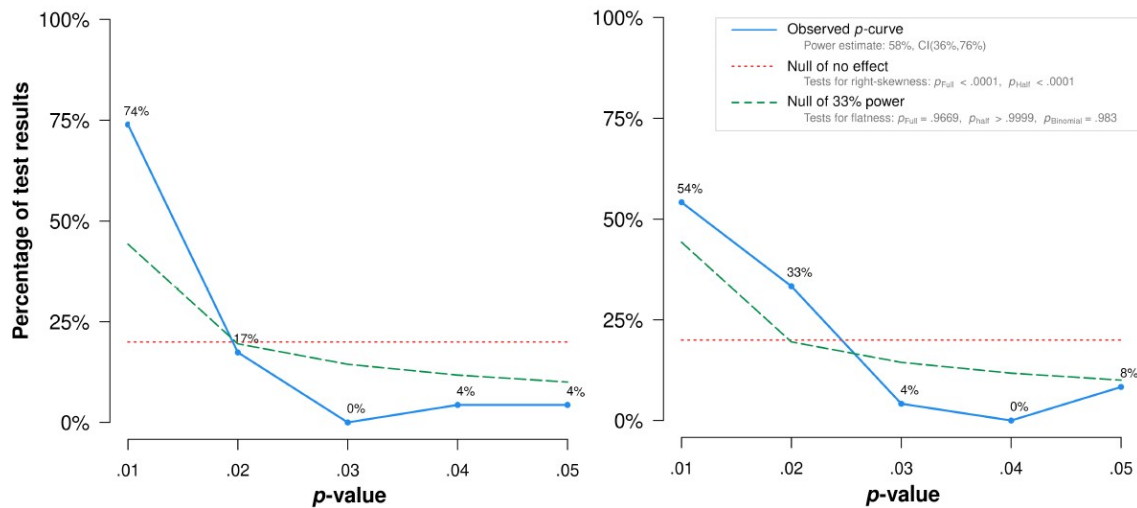 Percentage of test results
100%
75%
50%
25%
0%
74%
17%
0%
4%
4%
.01 .02 .03 .04 .05
p-value
100%
75%
50%
25%
0%
Observed p-curve
Power estimate: 58%, CI(36%,76%)
Null of no effect
Tests for right-skewness: pFull < .0001, pHalf < .0001
Null of 33% power
Tests for flatness: pFull = .9669, phalf > .9999, pBinomial = .983
54%
33%
4%
0%
8%
.01 .02 .03 .04 .05
p-value